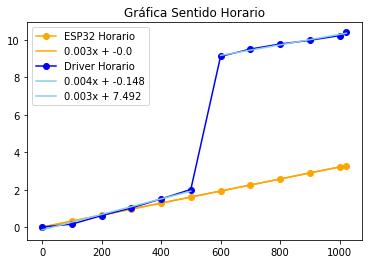 Gráfica Sentido Horario
ESP32 Horario
0.003x + -0.0
Driver Horario
0.004x + -0.148
0.003x + 7.492
10
8
6
4
2
0
0 200 400 600 800 1000